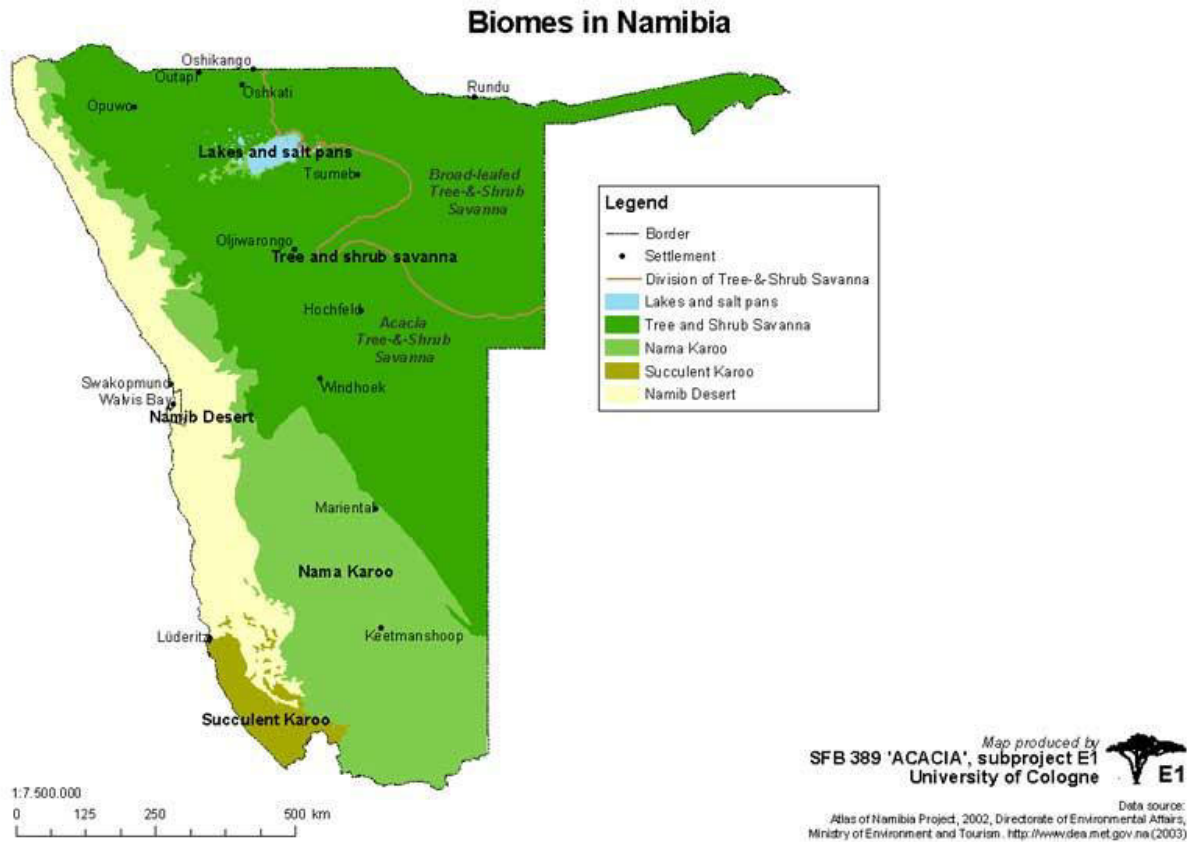 Biomes in Namibia
Oshikango
Outapi
Oshkati
Opuwo
Rundu
Lakes and salt pans
Tsumeb
Broad-leafed
Tree-&-Shrub
Savanna
Otjiwarongo
Tree and shrub savanna
Hochfeld
Acacia
Tree-&-Shrub
Savanna
Windhoek
Swakopmund
Walvis Bay
Namib Desert
Mariental
Nama Karoo
Lüderitz
Keetmanshoop
Succulent Karoo
Legend
Border
Settlement
Division of Tree-&-Shrub Savanna
Lakes and salt pans
Tree and Shrub Savanna
Nama Karoo
Succulent Karoo
Namib Desert
1:7.500.000
0 125 250 500 km
Map produced by
SFB 389 'ACACIA', subproject E1
University of Cologne
E1
Data source:
Atlas of Namibia Project, 2002, Directorate of Environmental Affairs,
Ministry of Environment and Tourism. http://www.dea.met.gov.na (2003)